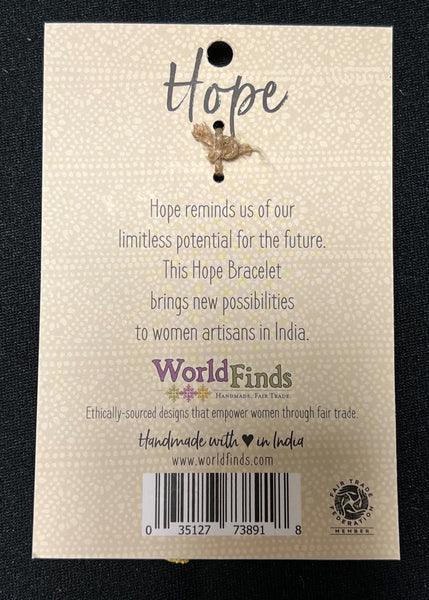 Hope
Hope reminds us of our
limitless potential for the future.
This Hope Bracelet
brings new possibilities
to women artisans in India.
WorldFinds
HANDMADE. FAIR TRADE.
Ethically-sourced designs that empower women through fair trade.
Handmade with ♥ in India
www.worldfinds.com
0 35127 73891 8
FAIR TRADE
FEDERATION
MEMBER